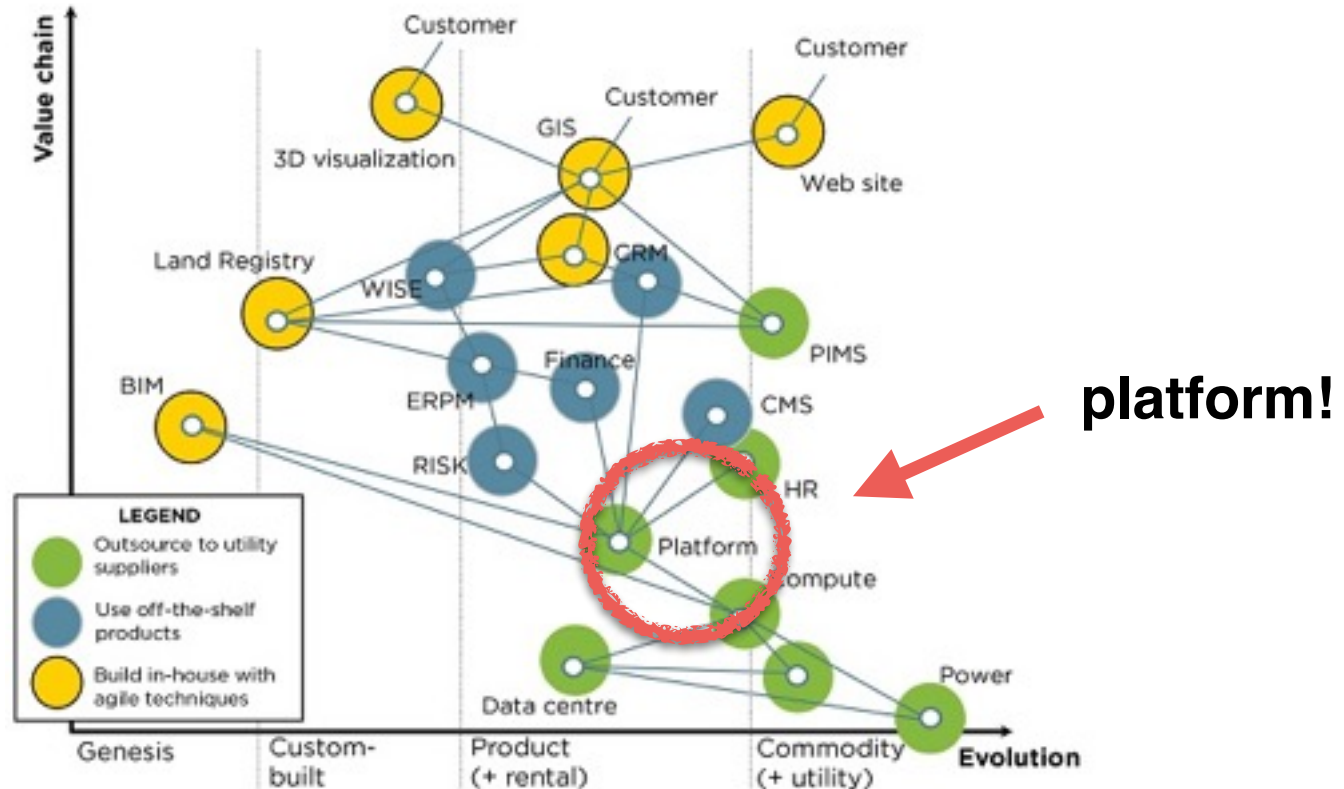 Value chain
Customer
Customer
Customer
GIS
3D visualization
Web site
Land Registry
CRM
WISE
PIMS
Finance
BIM
ERPM
CMS
platform!
RISK
HR
LEGEND
Outsource to utility
suppliers
Use off-the-shelf
products
Build in-house with
agile techniques
Platform
ompute
Data centre
Power
Genesis
Custom-
built
Product
(+ rental)
Commodity
(+ utility)
Evolution